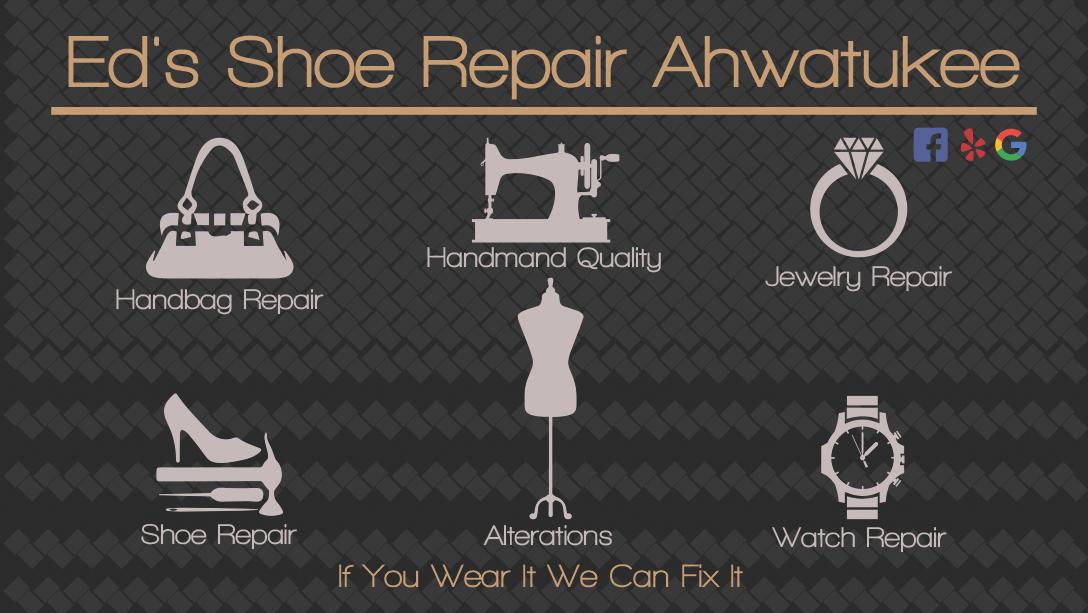 Ed's Shoe Repair Ahwatukee
Handbag Repair
Handmand Quality
Jewelry Repair
Shoe Repair
Alterations
Watch Repair
If You Wear It We Can Fix It